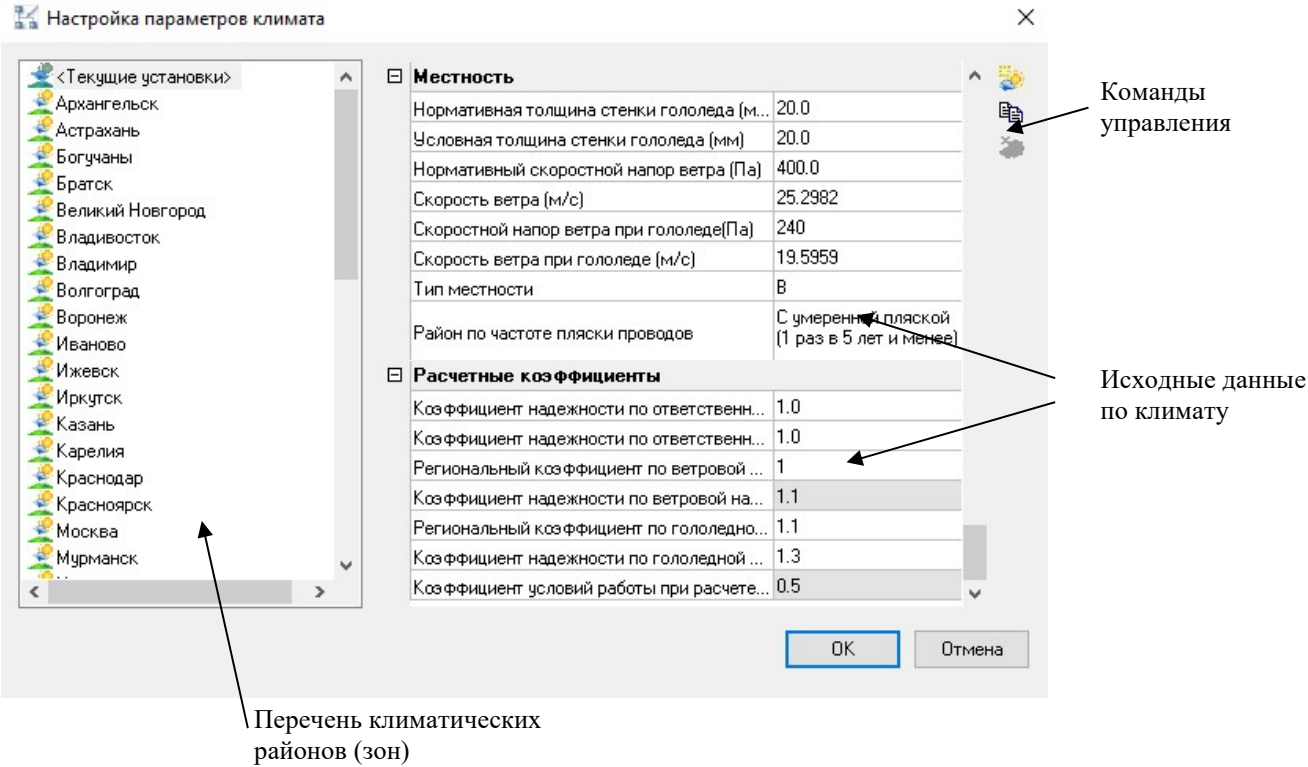 Настройка параметров климата
<Текущие установки>
Архангельск
Астрахань
Богучаны
Братск
Великий Новгород
Владивосток
Владимир
Волгоград
Воронеж
Иваново
Ижевск
Иркутск
Казань
Карелия
Краснодар
Красноярск
Москва
Мурманск
Местность
Нормативная толщина стенки гололеда (м... 20.0
Условная толщина стенки гололеда (мм) 20.0
Нормативный скоростной напор ветра (Па) 400.0
Скорость ветра (м/с) 25.2982
Скоростной напор ветра при гололеде(Па) 240
Скорость ветра при гололеде (м/с) 19.5959
Тип местности B
Район по частоте пляски проводов С умеренной пляской
(1 раз в 5 лет и менее)
Расчетные коэффициенты
Коэффициент надежности по ответственн... 1.0
Коэффициент надежности по ответственн... 1.0
Региональный коэффициент по ветровой ... 1
Коэффициент надежности по ветровой на... 1.1
Региональный коэффициент по гололедно... 1.1
Коэффициент надежности по гололедной ... 1.3
Коэффициент условий работы при расчете... 0.5
OK
Отмена
Команды
управления
Исходные данные
по климату
Перечень климатических
районов (зон)